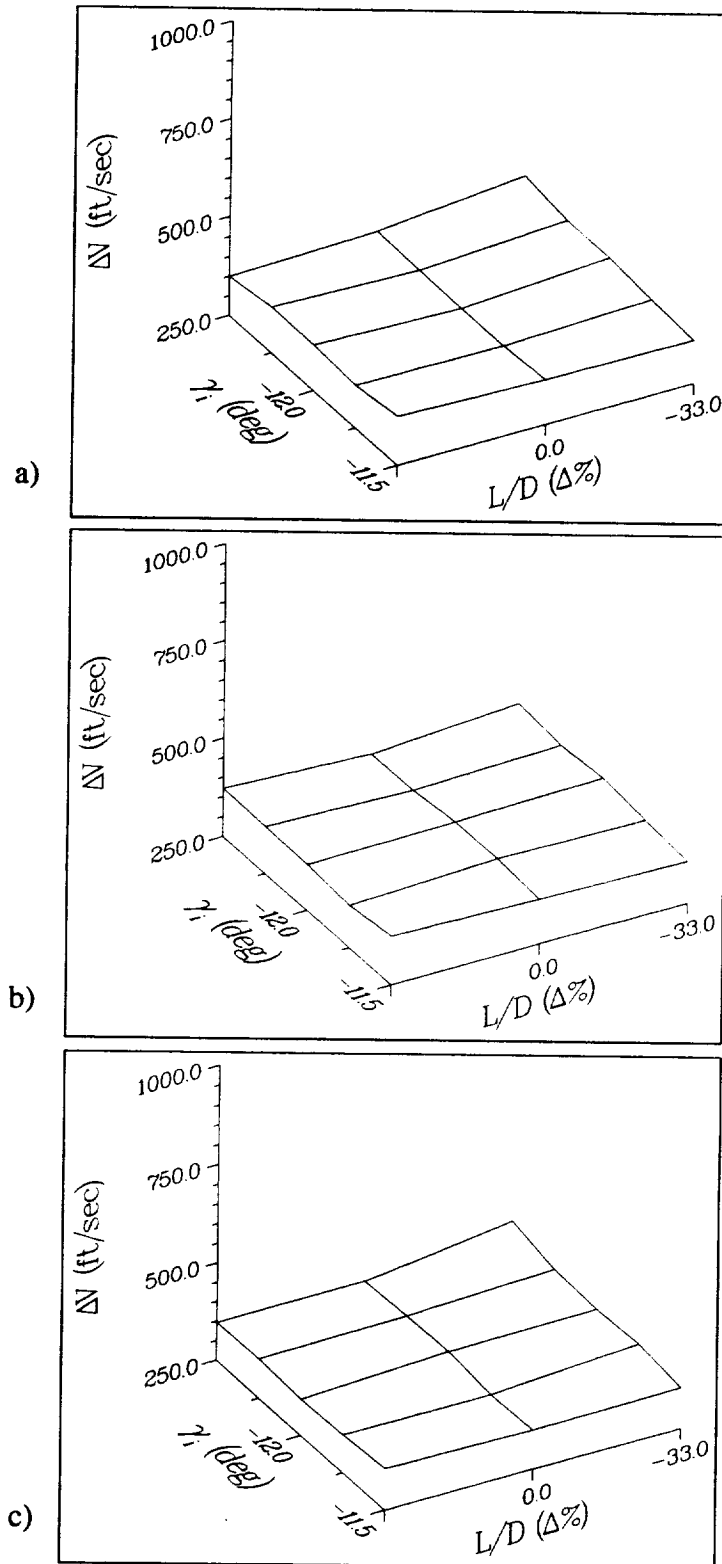 a)
1000.0
750.0
500.0
250.0
ΔV (ft/sec)
γi (deg)
-12.0
-11.5
L/D (Δ%)
0.0
-33.0
b)
1000.0
750.0
500.0
250.0
ΔV (ft/sec)
γi (deg)
-12.0
-11.5
L/D (Δ%)
0.0
-33.0
c)
1000.0
750.0
500.0
250.0
ΔV (ft/sec)
γi (deg)
-12.0
-11.5
L/D (Δ%)
0.0
-33.0